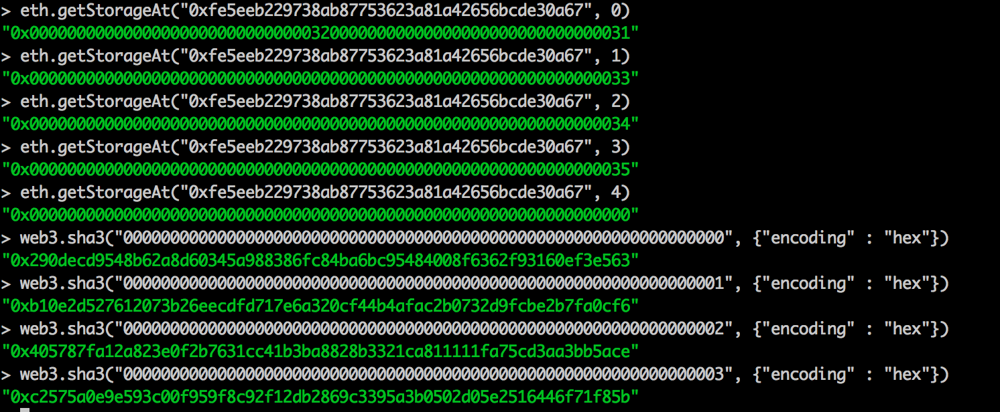 > eth.getStorageAt("0xfe5eeb229738ab87753623a81a42656bcde30a67", 0)
"0x0000000000000000000000000000003200000000000000000000000000000031"
> eth.getStorageAt("0xfe5eeb229738ab87753623a81a42656bcde30a67", 1)
"0x0000000000000000000000000000000000000000000000000000000000000033"
> eth.getStorageAt("0xfe5eeb229738ab87753623a81a42656bcde30a67", 2)
"0x0000000000000000000000000000000000000000000000000000000000000034"
> eth.getStorageAt("0xfe5eeb229738ab87753623a81a42656bcde30a67", 3)
"0x0000000000000000000000000000000000000000000000000000000000000035"
> eth.getStorageAt("0xfe5eeb229738ab87753623a81a42656bcde30a67", 4)
"0x0000000000000000000000000000000000000000000000000000000000000000"
> web3.sha3("0000000000000000000000000000000000000000000000000000000000000000", {"encoding" : "hex"})
"0x290decd9548b62a8d60345a988386fc84ba6bc95484008f6362f93160ef3e563"
> web3.sha3("0000000000000000000000000000000000000000000000000000000000000001", {"encoding" : "hex"})
"0xb10e2d527612073b26eecdfd717e6a320cf44b4afac2b0732d9fcbe2b7fa0cf6"
> web3.sha3("0000000000000000000000000000000000000000000000000000000000000002", {"encoding" : "hex"})
"0x405787fa12a823e0f2b7631cc41b3ba8828b3321ca811111fa75cd3aa3bb5ace"
> web3.sha3("0000000000000000000000000000000000000000000000000000000000000003", {"encoding" : "hex"})
"0xc2575a0e9e593c00f959f8c92f12db2869c3395a3b0502d05e2516446f71f85b"